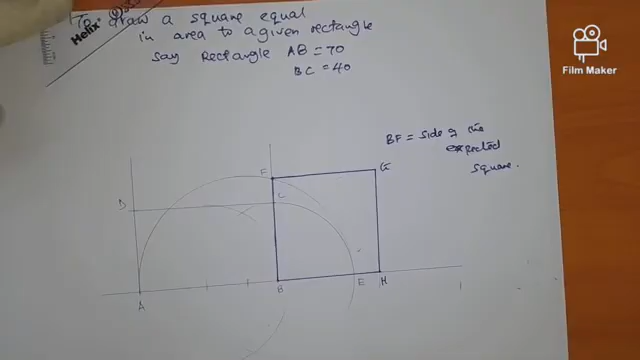 To draw a square equal
in area to a given rectangle
say Rectangle AB = 70
BC = 40
Helix
Film Maker
BF = side of the
expected
square.
F
G
D
C
A
B
E
H